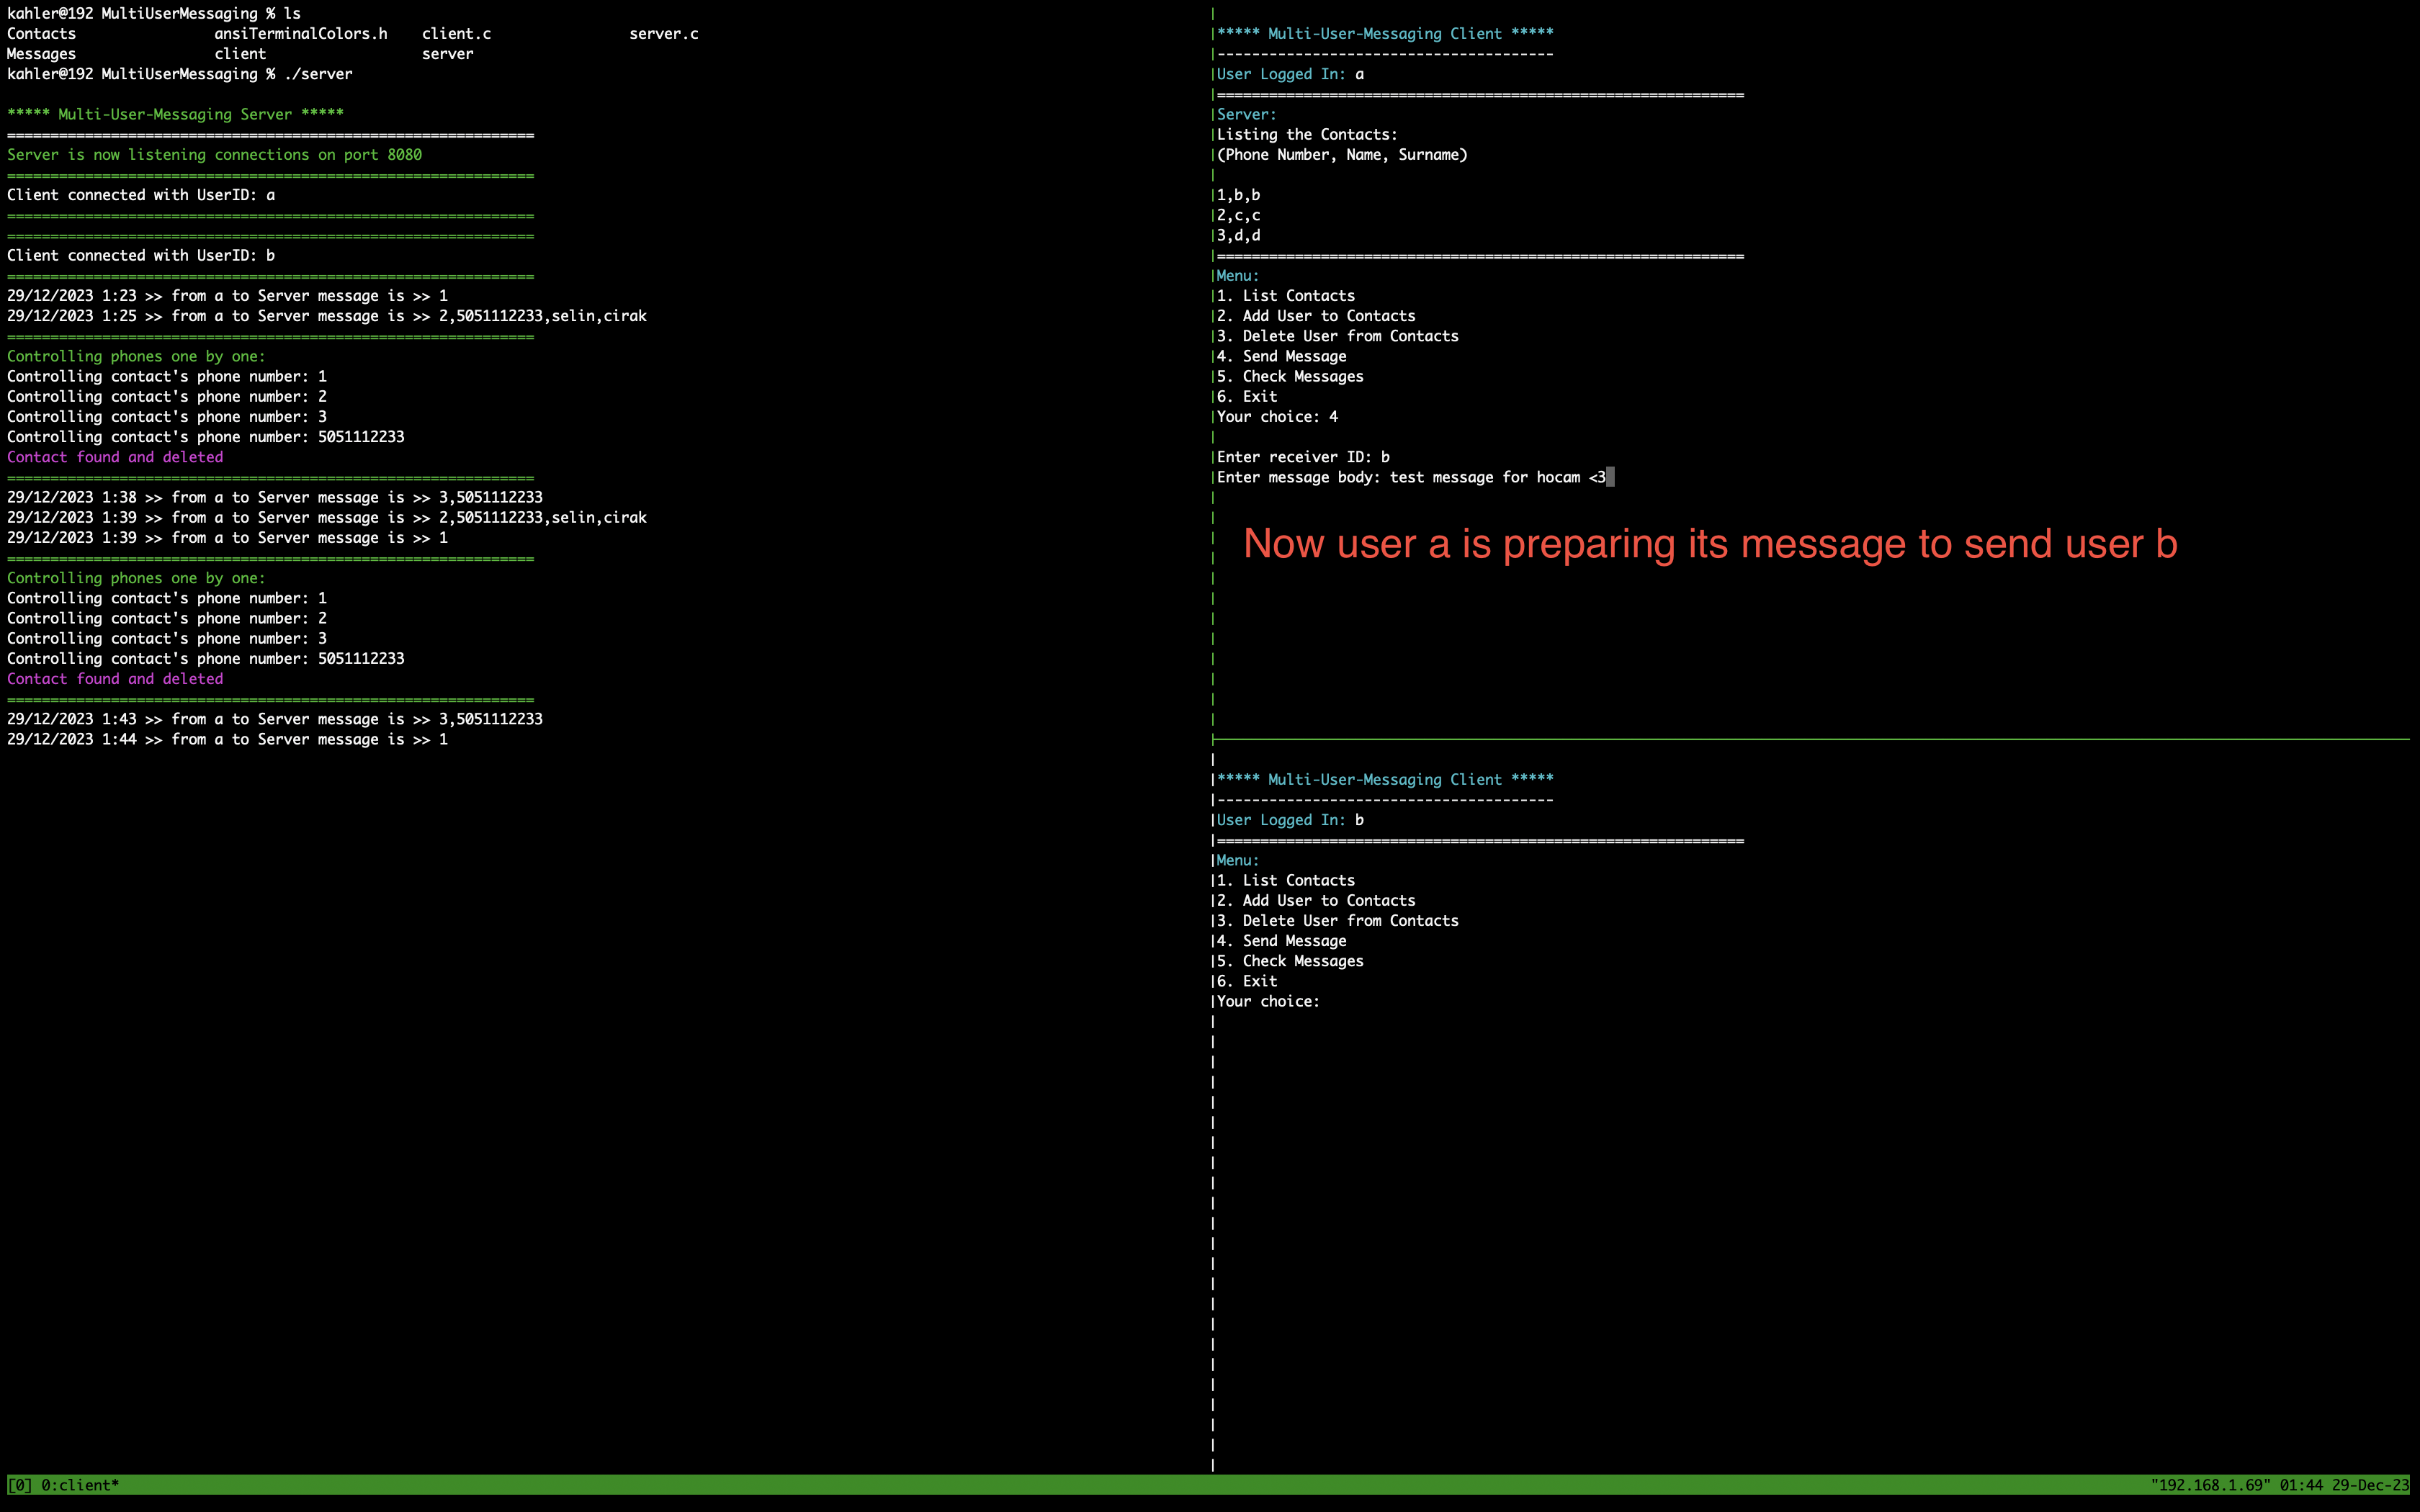 kahler@192 MultiUserMessaging % ls
Contacts ansiTerminalColors.h client.c server.c
Messages client server
kahler@192 MultiUserMessaging % ./server
***** Multi-User-Messaging Server *****
==============================================================
Server is now listening connections on port 8080
==============================================================
Client connected with UserID: a
==============================================================
==============================================================
Client connected with UserID: b
==============================================================
29/12/2023 1:23 >> from a to Server message is >> 1
29/12/2023 1:25 >> from a to Server message is >> 2,5051112233,selin,cirak
==============================================================
Controlling phones one by one:
Controlling contact's phone number: 1
Controlling contact's phone number: 2
Controlling contact's phone number: 3
Controlling contact's phone number: 5051112233
Contact found and deleted
==============================================================
29/12/2023 1:38 >> from a to Server message is >> 3,5051112233
29/12/2023 1:39 >> from a to Server message is >> 2,5051112233,selin,cirak
29/12/2023 1:39 >> from a to Server message is >> 1
==============================================================
Controlling phones one by one:
Controlling contact's phone number: 1
Controlling contact's phone number: 2
Controlling contact's phone number: 3
Controlling contact's phone number: 5051112233
Contact found and deleted
==============================================================
29/12/2023 1:43 >> from a to Server message is >> 3,5051112233
29/12/2023 1:44 >> from a to Server message is >> 1
***** Multi-User-Messaging Client *****
---------------------------------------
User Logged In: a
==============================================================
Server:
Listing the Contacts:
(Phone Number, Name, Surname)
1,b,b
2,c,c
3,d,d
==============================================================
Menu:
1. List Contacts
2. Add User to Contacts
3. Delete User from Contacts
4. Send Message
5. Check Messages
6. Exit
Your choice: 4
Enter receiver ID: b
Enter message body: test message for hocam <3
Now user a is preparing its message to send user b
***** Multi-User-Messaging Client *****
---------------------------------------
User Logged In: b
==============================================================
Menu:
1. List Contacts
2. Add User to Contacts
3. Delete User from Contacts
4. Send Message
5. Check Messages
6. Exit
Your choice:
[0] 0:client* "192.168.1.69" 01:44 29-Dec-23